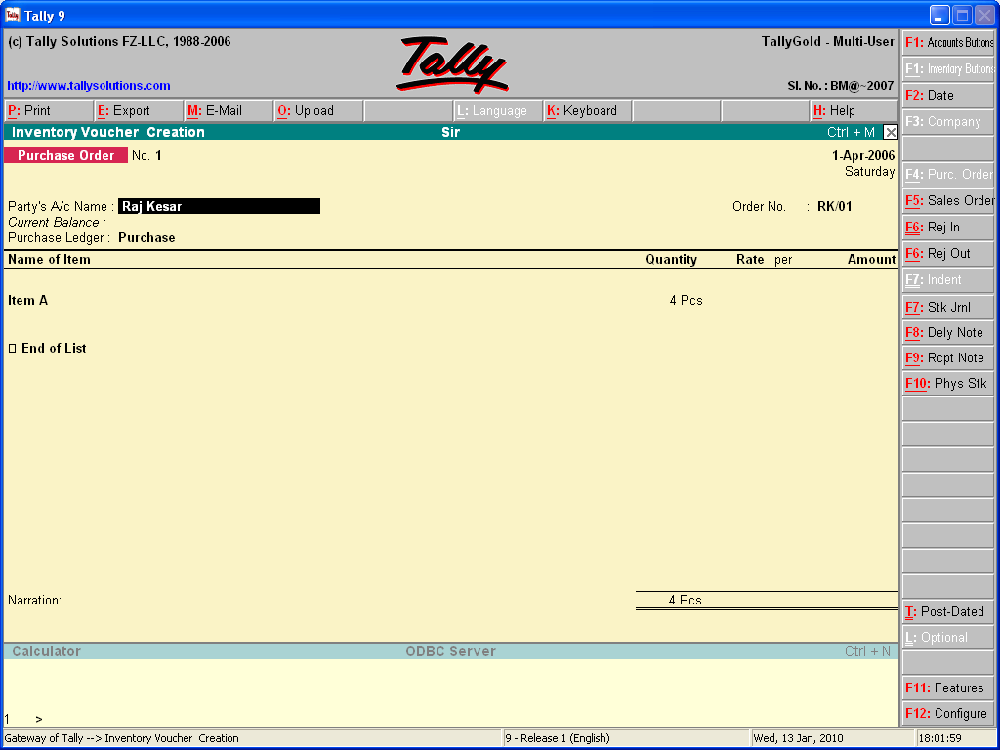 Tally 9
(c) Tally Solutions FZ-LLC, 1988-2006
Tally
TallyGold - Multi-User
http://www.tallysolutions.com
Sl. No. : BM@~2007
P: Print E: Export M: E-Mail O: Upload L: Language K: Keyboard H: Help
Inventory Voucher Creation Sir Ctrl + M
Purchase Order No. 1 1-Apr-2006
Saturday
Party's A/c Name : Raj Kesar Order No. : RK/01
Current Balance :
Purchase Ledger : Purchase
Name of Item Quantity Rate per Amount
Item A 4 Pcs
End of List
Narration: 4 Pcs
Calculator ODBC Server Ctrl + N
1 >
F1: Accounts Buttons
F1: Inventory Buttons
F2: Date
F3: Company
F4: Purc. Order
F5: Sales Order
F6: Rej In
F6: Rej Out
F7: Indent
F7: Stk Jrnl
F8: Dely Note
F9: Rcpt Note
F10: Phys Stk
T: Post-Dated
L: Optional
F11: Features
F12: Configure
Gateway of Tally --> Inventory Voucher Creation 9 - Release 1 (English) Wed, 13 Jan, 2010 18:01:59